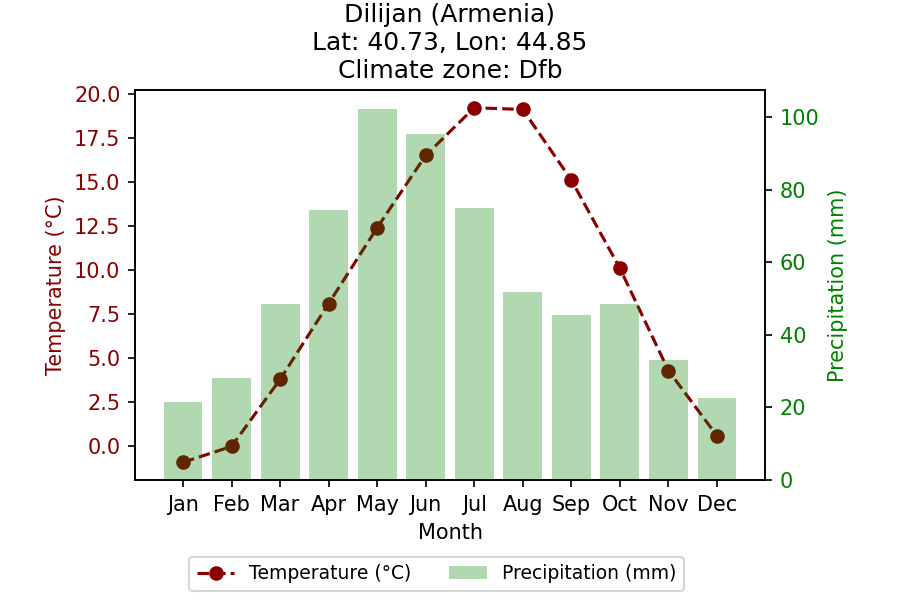 Dilijan (Armenia)
Lat: 40.73, Lon: 44.85
Climate zone: Dfb
Temperature (°C)
20.0
17.5
15.0
12.5
10.0
7.5
5.0
2.5
0.0
100
80
60
40
20
0
Precipitation (mm)
Jan Feb Mar Apr May Jun Jul Aug Sep Oct Nov Dec
Month
Temperature (°C) Precipitation (mm)